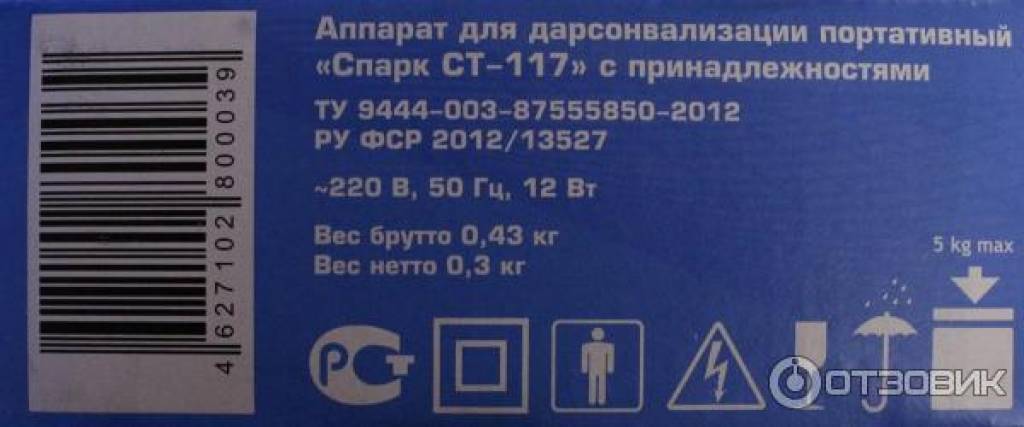 Аппарат для дарсонвализации портативный
«Спарк СТ-117» с принадлежностями
ТУ 9444-003-87555850-2012
РУ ФСР 2012/13527
~220 В, 50 Гц, 12 Вт
Вес брутто 0,43 кг
Вес нетто 0,3 кг
5 kg max
РСТ
4 627102 800039
ОТЗОВИК